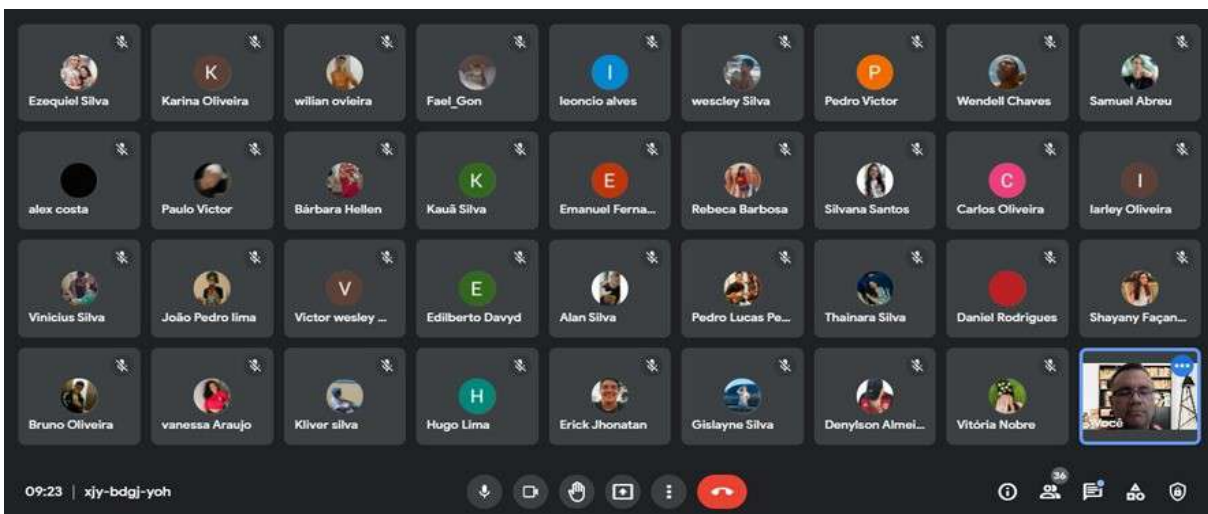 Ezequiel Silva
K
Karina Oliveira
wilian ovieira
Fael_Gon
l
leoncio alves
wescley Silva
P
Pedro Victor
Wendell Chaves
Samuel Abreu
alex costa
Paulo Victor
Bárbara Hellen
K
Kauã Silva
E
Emanuel Ferna...
Rebeca Barbosa
Silvana Santos
C
Carlos Oliveira
I
Iarley Oliveira
Vinicius Silva
João Pedro lima
V
Victor wesley ...
E
Edilberto Davyd
Alan Silva
Pedro Lucas Pe...
Thainara Silva
Daniel Rodrigues
Shayany Façan...
Bruno Oliveira
vanessa Araujo
Kliver silva
H
Hugo Lima
Erick Jhonatan
Gislayne Silva
Denylson Almei...
Vitória Nobre
Você
09:23 | xjy-bdgj-yoh
36